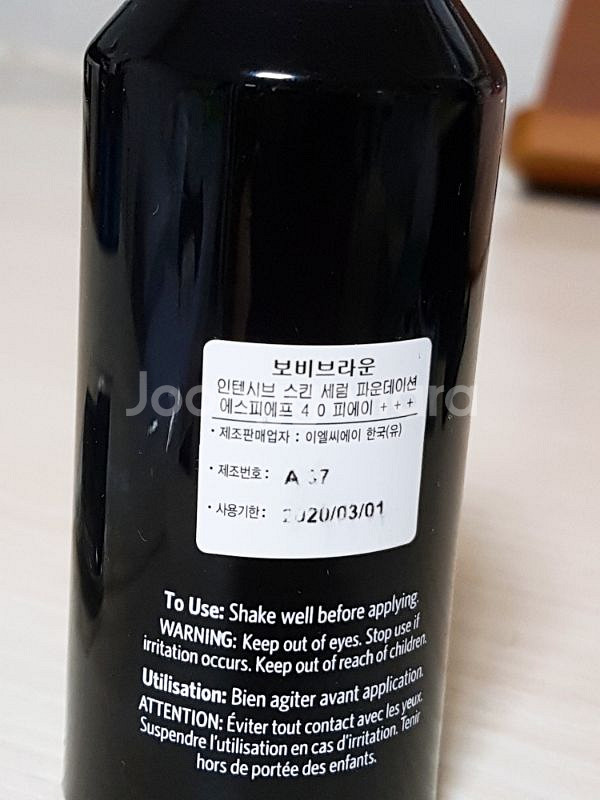 보비브라운
인텐시브 스킨 세럼 파운데이션
에스피에프 4 0 피에이 + + +
• 제조판매업자 : 이엘씨에이 한국(유)
• 제조번호 : A 7
• 사용기한 : 2020/03/01
To Use: Shake well before applying.
WARNING: Keep out of eyes. Stop use if
irritation occurs. Keep out of reach of children.
Utilisation: Bien agiter avant application.
ATTENTION: Éviter tout contact avec les yeux.
Suspendre l'utilisation en cas d'irritation. Tenir
hors de portée des enfants.